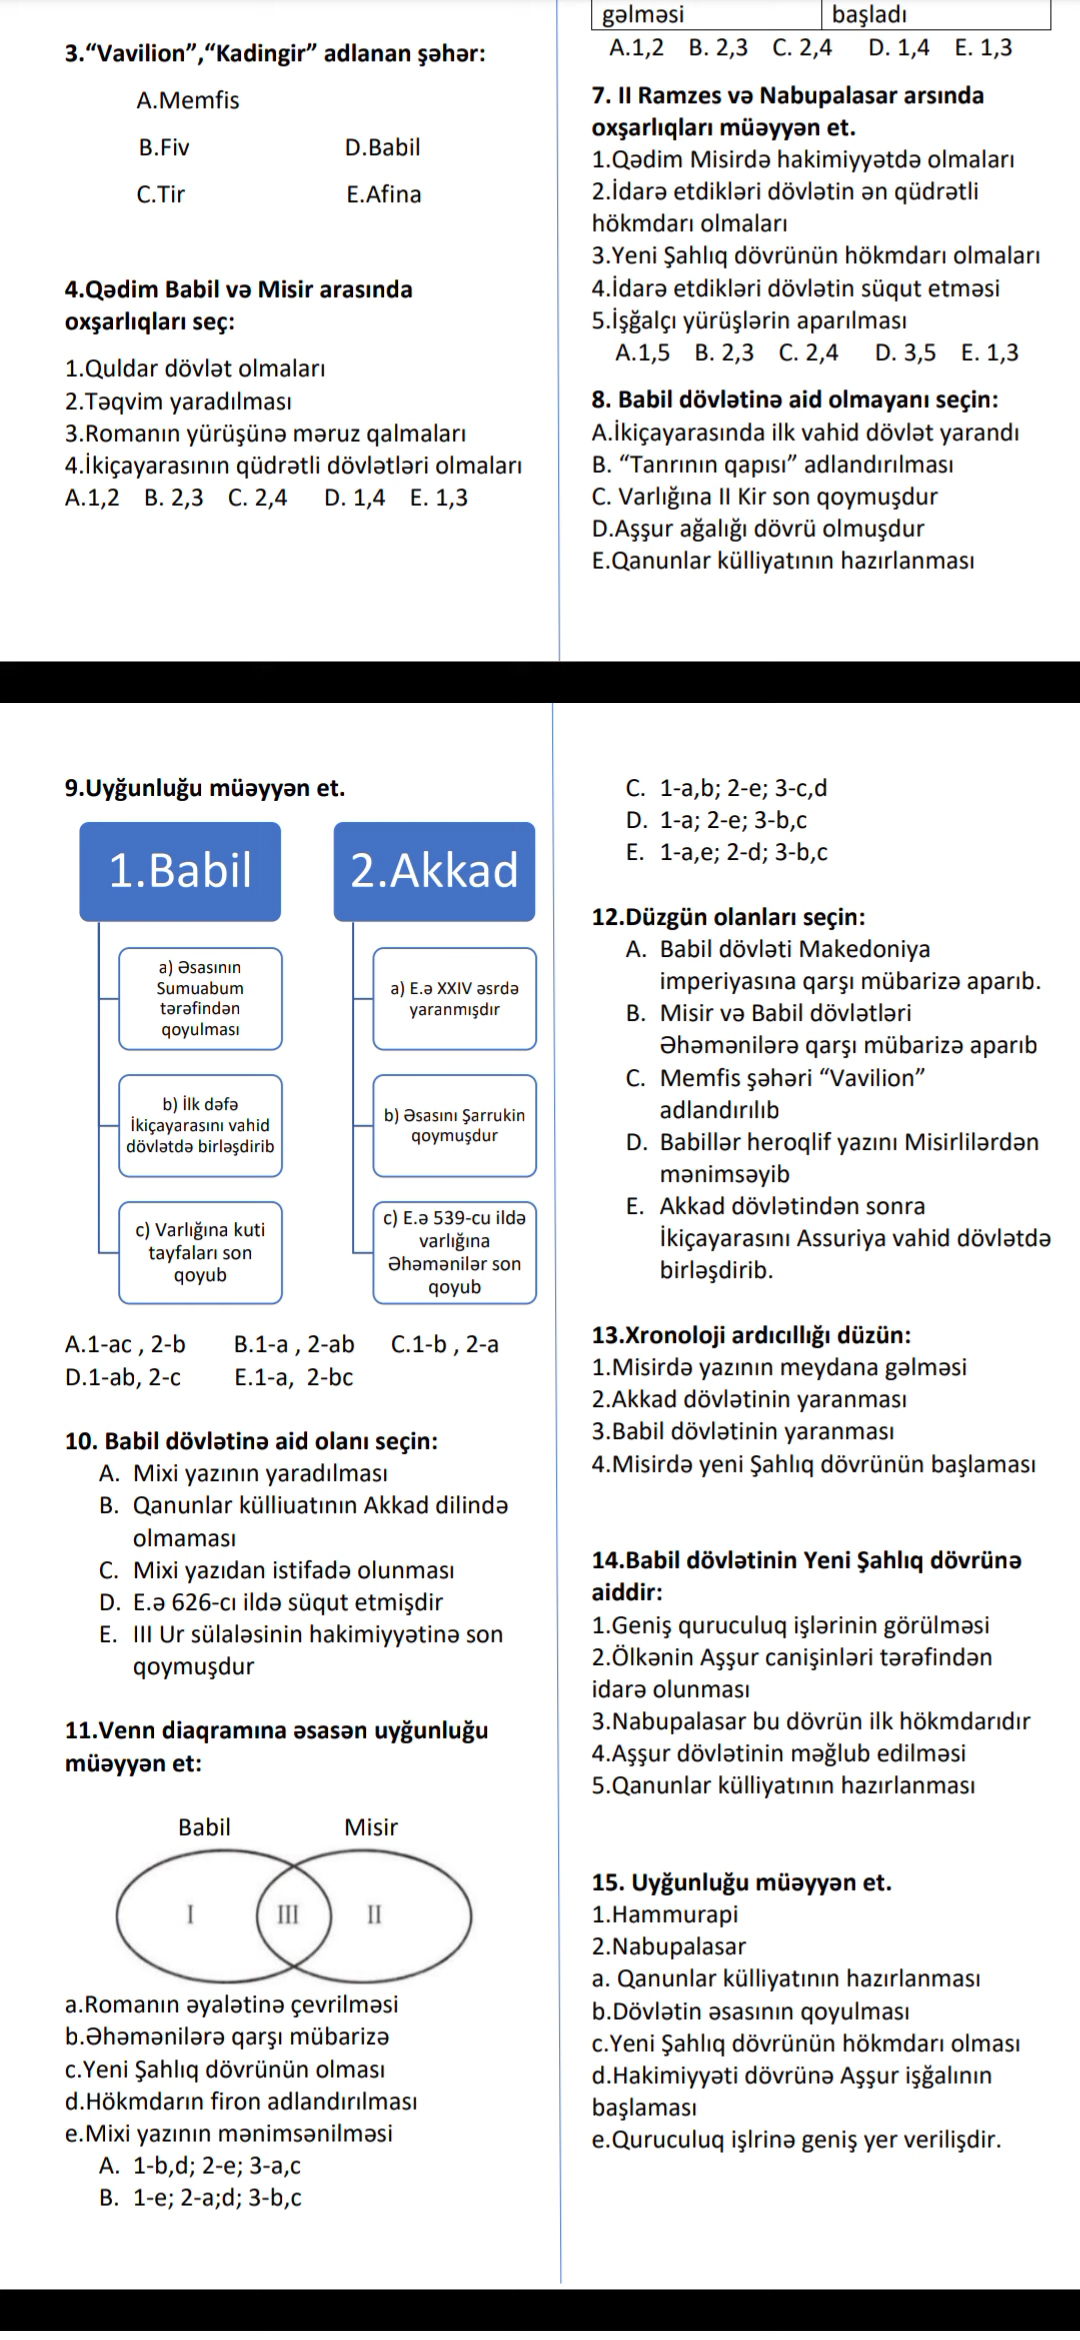 3.“Vavilion”,“Kadingir” adlanan şəhər:
A.Memfis
B.Fiv D.Babil
C.Tir E.Afina
4.Qədim Babil və Misir arasında
oxşarlıqları seç:
1.Quldar dövlət olmaları
2.Təqvim yaradılması
3.Romanın yürüşünə məruz qalmaları
4.İkiçayarasının qüdrətli dövlətləri olmaları
A.1,2 B. 2,3 C. 2,4 D. 1,4 E. 1,3
gəlməsi başladı
A.1,2 B. 2,3 C. 2,4 D. 1,4 E. 1,3
7. II Ramzes və Nabupalasar arsında
oxşarlıqları müəyyən et.
1.Qədim Misirdə hakimiyyətdə olmaları
2.İdarə etdikləri dövlətin ən qüdrətli
hökmdarı olmaları
3.Yeni Şahlıq dövrünün hökmdarı olmaları
4.İdarə etdikləri dövlətin süqut etməsi
5.İşğalçı yürüşlərin aparılması
A.1,5 B. 2,3 C. 2,4 D. 3,5 E. 1,3
8. Babil dövlətinə aid olmayanı seçin:
A.İkiçayarasında ilk vahid dövlət yarandı
B. “Tanrının qapısı” adlandırılması
C. Varlığına II Kir son qoymuşdur
D.Aşşur ağalığı dövrü olmuşdur
E.Qanunlar külliyatının hazırlanması
9.Uyğunluğu müəyyən et.
1.Babil
a) Əsasının
Sumuabum
tərəfindən
qoyulması
b) İlk dəfə
İkiçayarasını vahid
dövlətdə birləşdirib
c) Varlığına kuti
tayfaları son
qoyub
2.Akkad
a) E.ə XXIV əsrdə
yaranmışdır
b) Əsasını Şarrukin
qoymuşdur
c) E.ə 539-cu ildə
varlığına
Əhəmənilər son
qoyub
A.1-ac , 2-b B.1-a , 2-ab C.1-b , 2-a
D.1-ab, 2-c E.1-a, 2-bc
10. Babil dövlətinə aid olanı seçin:
A. Mixi yazının yaradılması
B. Qanunlar külliuatının Akkad dilində
olmaması
C. Mixi yazıdan istifadə olunması
D. E.ə 626-cı ildə süqut etmişdir
E. III Ur sülaləsinin hakimiyyətinə son
qoymuşdur
11.Venn diaqramına əsasən uyğunluğu
müəyyən et:
Babil Misir
I III II
a.Romanın əyalətinə çevrilməsi
b.Əhəmənilərə qarşı mübarizə
c.Yeni Şahlıq dövrünün olması
d.Hökmdarın firon adlandırılması
e.Mixi yazının mənimsənilməsi
A. 1-b,d; 2-e; 3-a,c
B. 1-e; 2-a;d; 3-b,c
C. 1-a,b; 2-e; 3-c,d
D. 1-a; 2-e; 3-b,c
E. 1-a,e; 2-d; 3-b,c
12.Düzgün olanları seçin:
A. Babil dövləti Makedoniya
imperiyasına qarşı mübarizə aparıb.
B. Misir və Babil dövlətləri
Əhəmənilərə qarşı mübarizə aparıb
C. Memfis şəhəri “Vavilion”
adlandırılıb
D. Babillər heroqlif yazını Misirlilərdən
mənimsəyib
E. Akkad dövlətindən sonra
İkiçayarasını Assuriya vahid dövlətdə
birləşdirib.
13.Xronoloji ardıcıllığı düzün:
1.Misirdə yazının meydana gəlməsi
2.Akkad dövlətinin yaranması
3.Babil dövlətinin yaranması
4.Misirdə yeni Şahlıq dövrünün başlaması
14.Babil dövlətinin Yeni Şahlıq dövrünə
aiddir:
1.Geniş quruculuq işlərinin görülməsi
2.Ölkənin Aşşur canişinləri tərəfindən
idarə olunması
3.Nabupalasar bu dövrün ilk hökmdarıdır
4.Aşşur dövlətinin məğlub edilməsi
5.Qanunlar külliyatının hazırlanması
15. Uyğunluğu müəyyən et.
1.Hammurapi
2.Nabupalasar
a. Qanunlar külliyatının hazırlanması
b.Dövlətin əsasının qoyulması
c.Yeni Şahlıq dövrünün hökmdarı olması
d.Hakimiyyəti dövrünə Aşşur işğalının
başlaması
e.Quruculuq işlrinə geniş yer verilişdir.